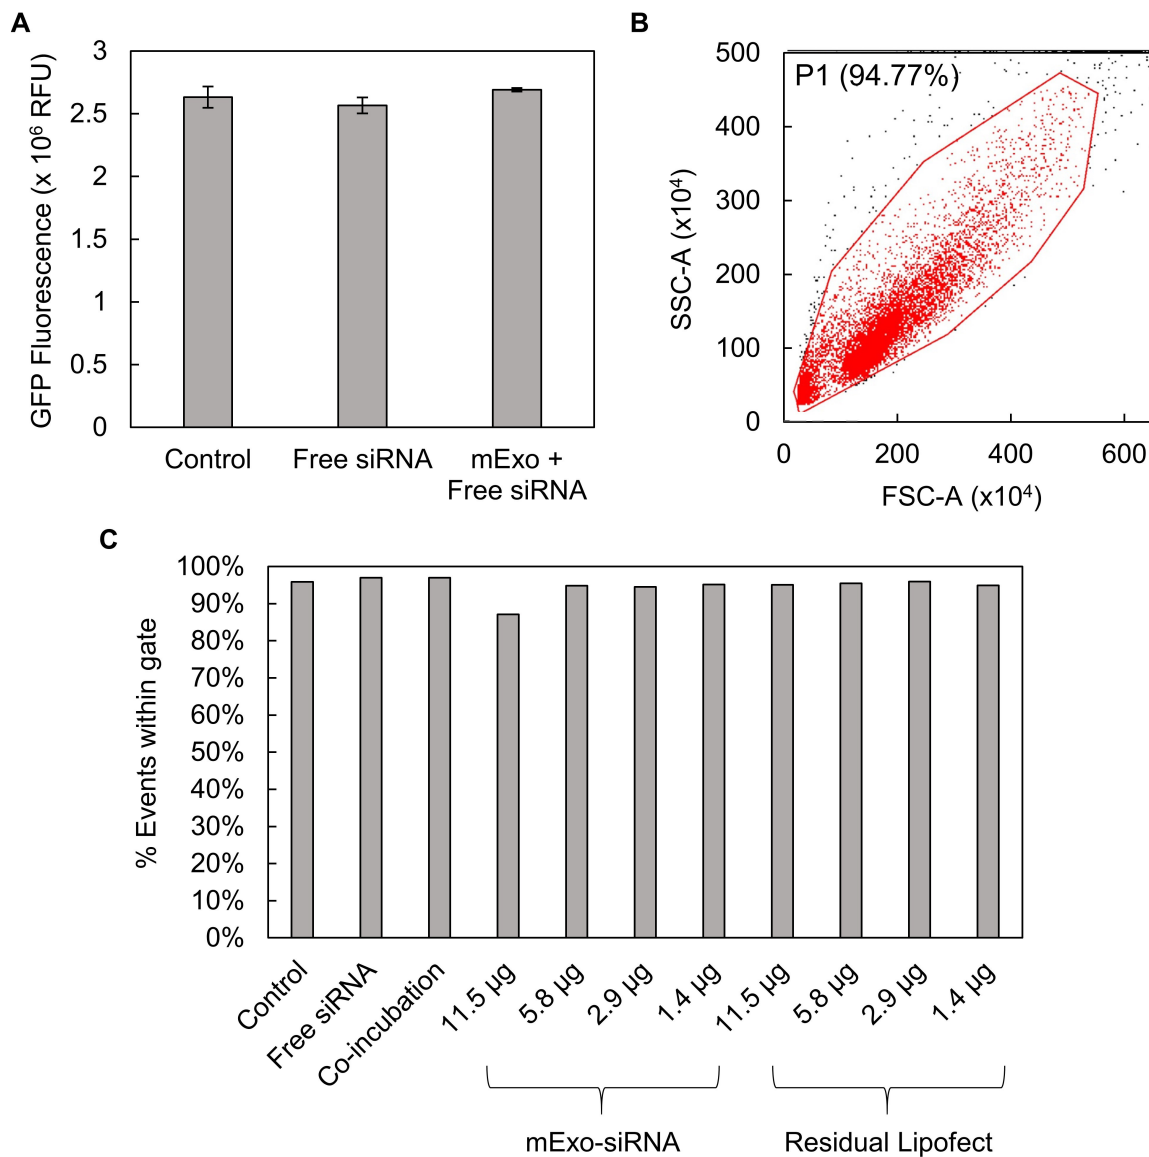 A
GFP Fluorescence (x 10⁶ RFU)
3
2.5
2
1.5
1
0.5
0
Control
Free siRNA
mExo +
Free siRNA
B
P1 (94.77%)
SSC-A (x10⁴)
500
400
300
200
100
0
0
200
400
600
FSC-A (x10⁴)
C
% Events within gate
100%
90%
80%
70%
60%
50%
40%
30%
20%
10%
0%
Control
Free siRNA
Co-incubation
11.5 µg
5.8 µg
2.9 µg
1.4 µg
11.5 µg
5.8 µg
2.9 µg
1.4 µg
mExo-siRNA
Residual Lipofect